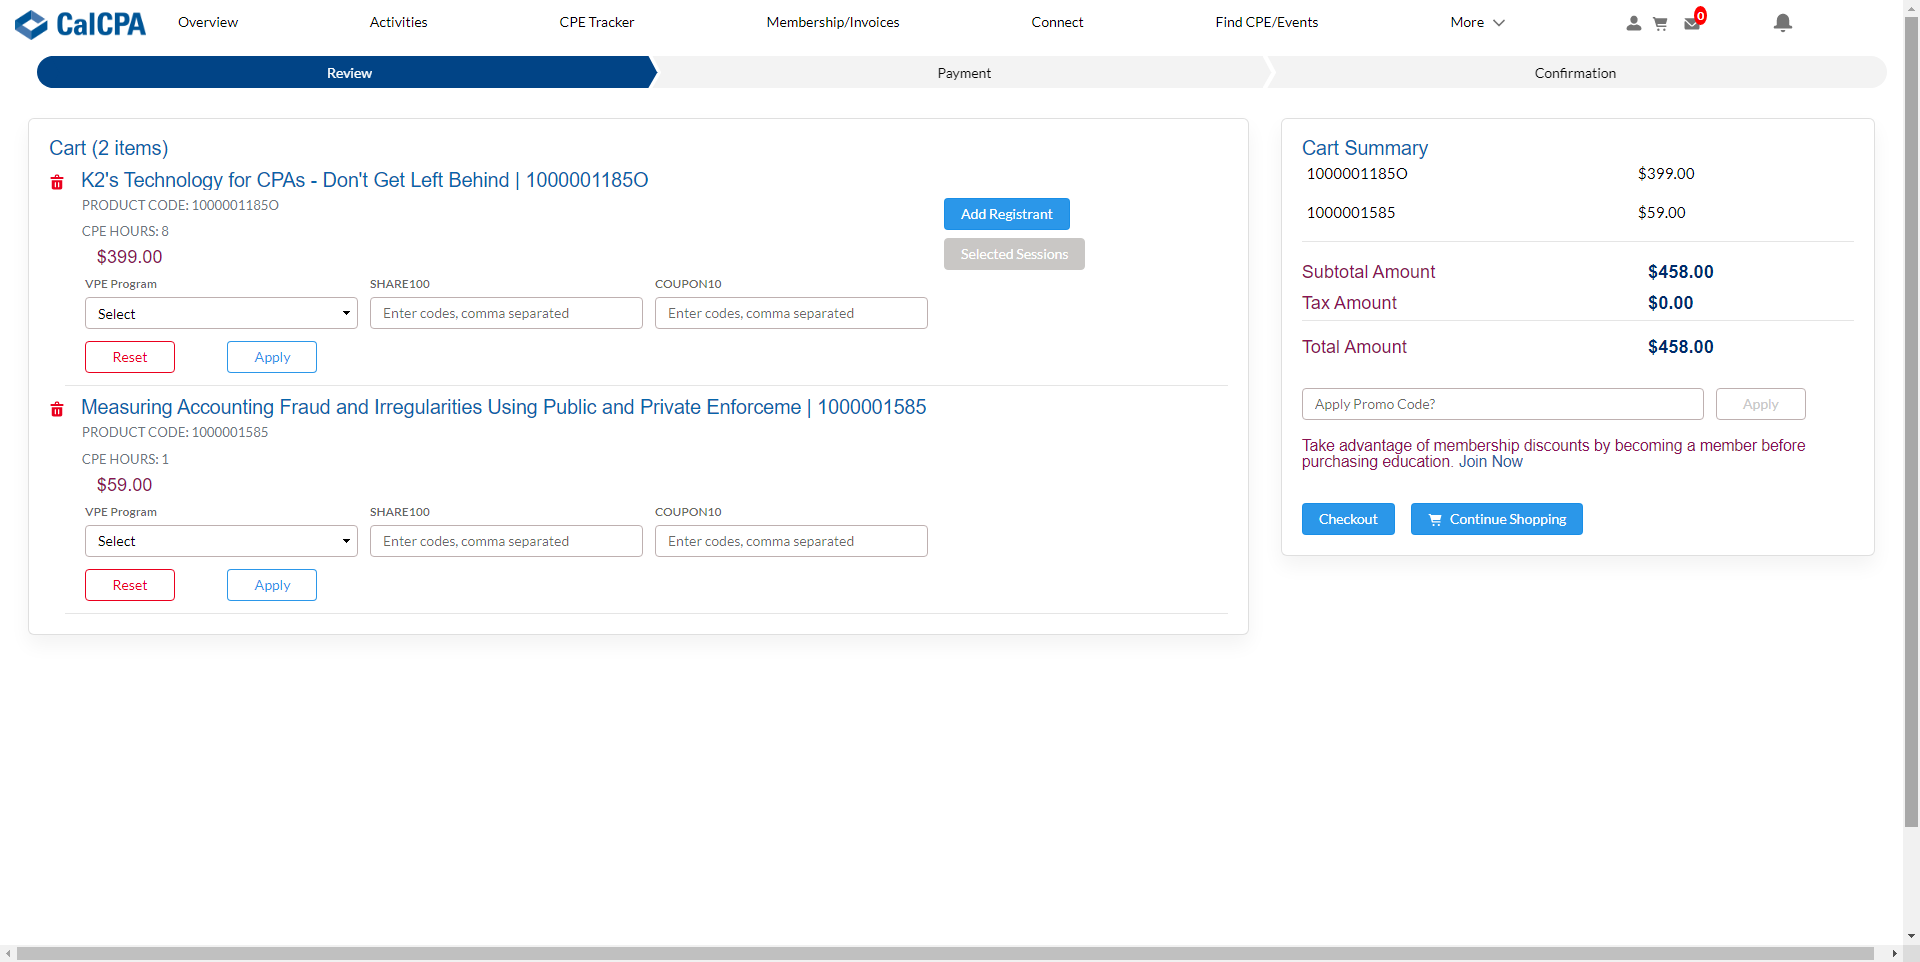 CalCPA
Overview
Activities
CPE Tracker
Membership/Invoices
Connect
Find CPE/Events
More
0
Review
Payment
Confirmation
Cart (2 items)
K2's Technology for CPAs - Don't Get Left Behind | 1000001185O
PRODUCT CODE: 1000001185O
CPE HOURS: 8
$399.00
Add Registrant
Selected Sessions
VPE Program
SHARE100
COUPON10
Select
Enter codes, comma separated
Enter codes, comma separated
Reset
Apply
Measuring Accounting Fraud and Irregularities Using Public and Private Enforceme | 1000001585
PRODUCT CODE: 1000001585
CPE HOURS: 1
$59.00
VPE Program
SHARE100
COUPON10
Select
Enter codes, comma separated
Enter codes, comma separated
Reset
Apply
Cart Summary
1000001185O $399.00
1000001585 $59.00
Subtotal Amount $458.00
Tax Amount $0.00
Total Amount $458.00
Apply Promo Code?
Apply
Take advantage of membership discounts by becoming a member before
purchasing education. Join Now
Checkout
Continue Shopping